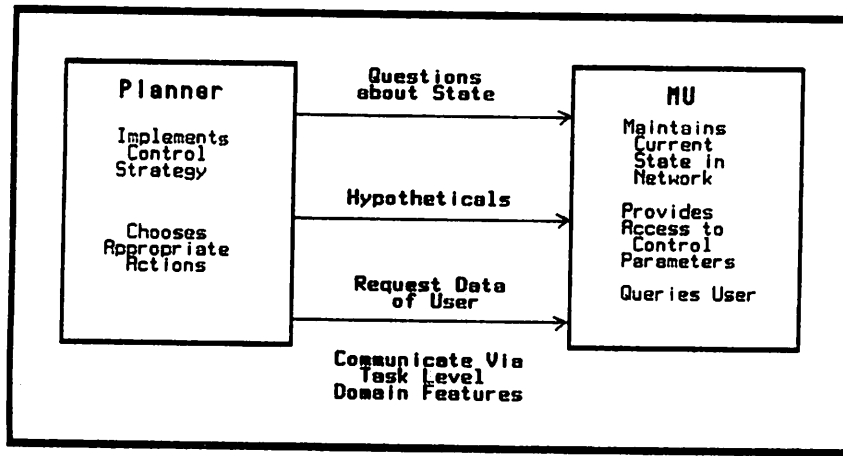 Planner
Implements
Control
Strategy
Chooses
Appropriate
Actions
Questions
about State
Hypotheticals
Request Data
of User
Communicate Via
Task Level
Domain Features
MU
Maintains
Current
State in
Network
Provides
Access to
Control
Parameters
Queries User